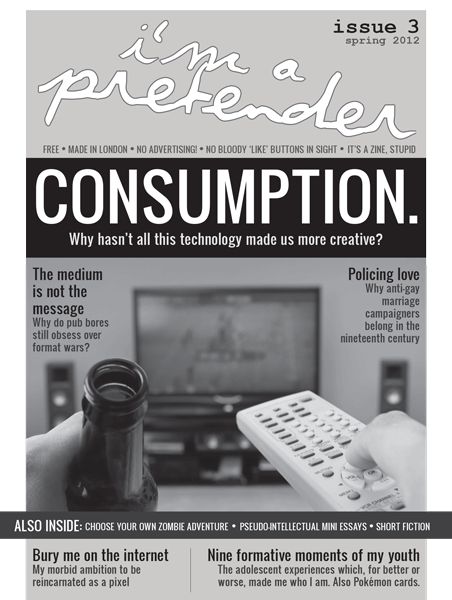 issue 3
spring 2012
i'm a
pretender
FREE • MADE IN LONDON • NO ADVERTISING! • NO BLOODY 'LIKE' BUTTONS IN SIGHT • IT'S A ZINE, STUPID
CONSUMPTION.
Why hasn't all this technology made us more creative?
The medium
is not the
message
Why do pub bores
still obsess over
format wars?
Policing love
Why anti-gay
marriage
campaigners
belong in the
nineteenth century
ALSO INSIDE: CHOOSE YOUR OWN ZOMBIE ADVENTURE • PSEUDO-INTELLECTUAL MINI ESSAYS • SHORT FICTION
Bury me on the internet
My morbid ambition to be
reincarnated as a pixel
Nine formative moments of my youth
The adolescent experiences which, for better or
worse, made me who I am. Also Pokémon cards.